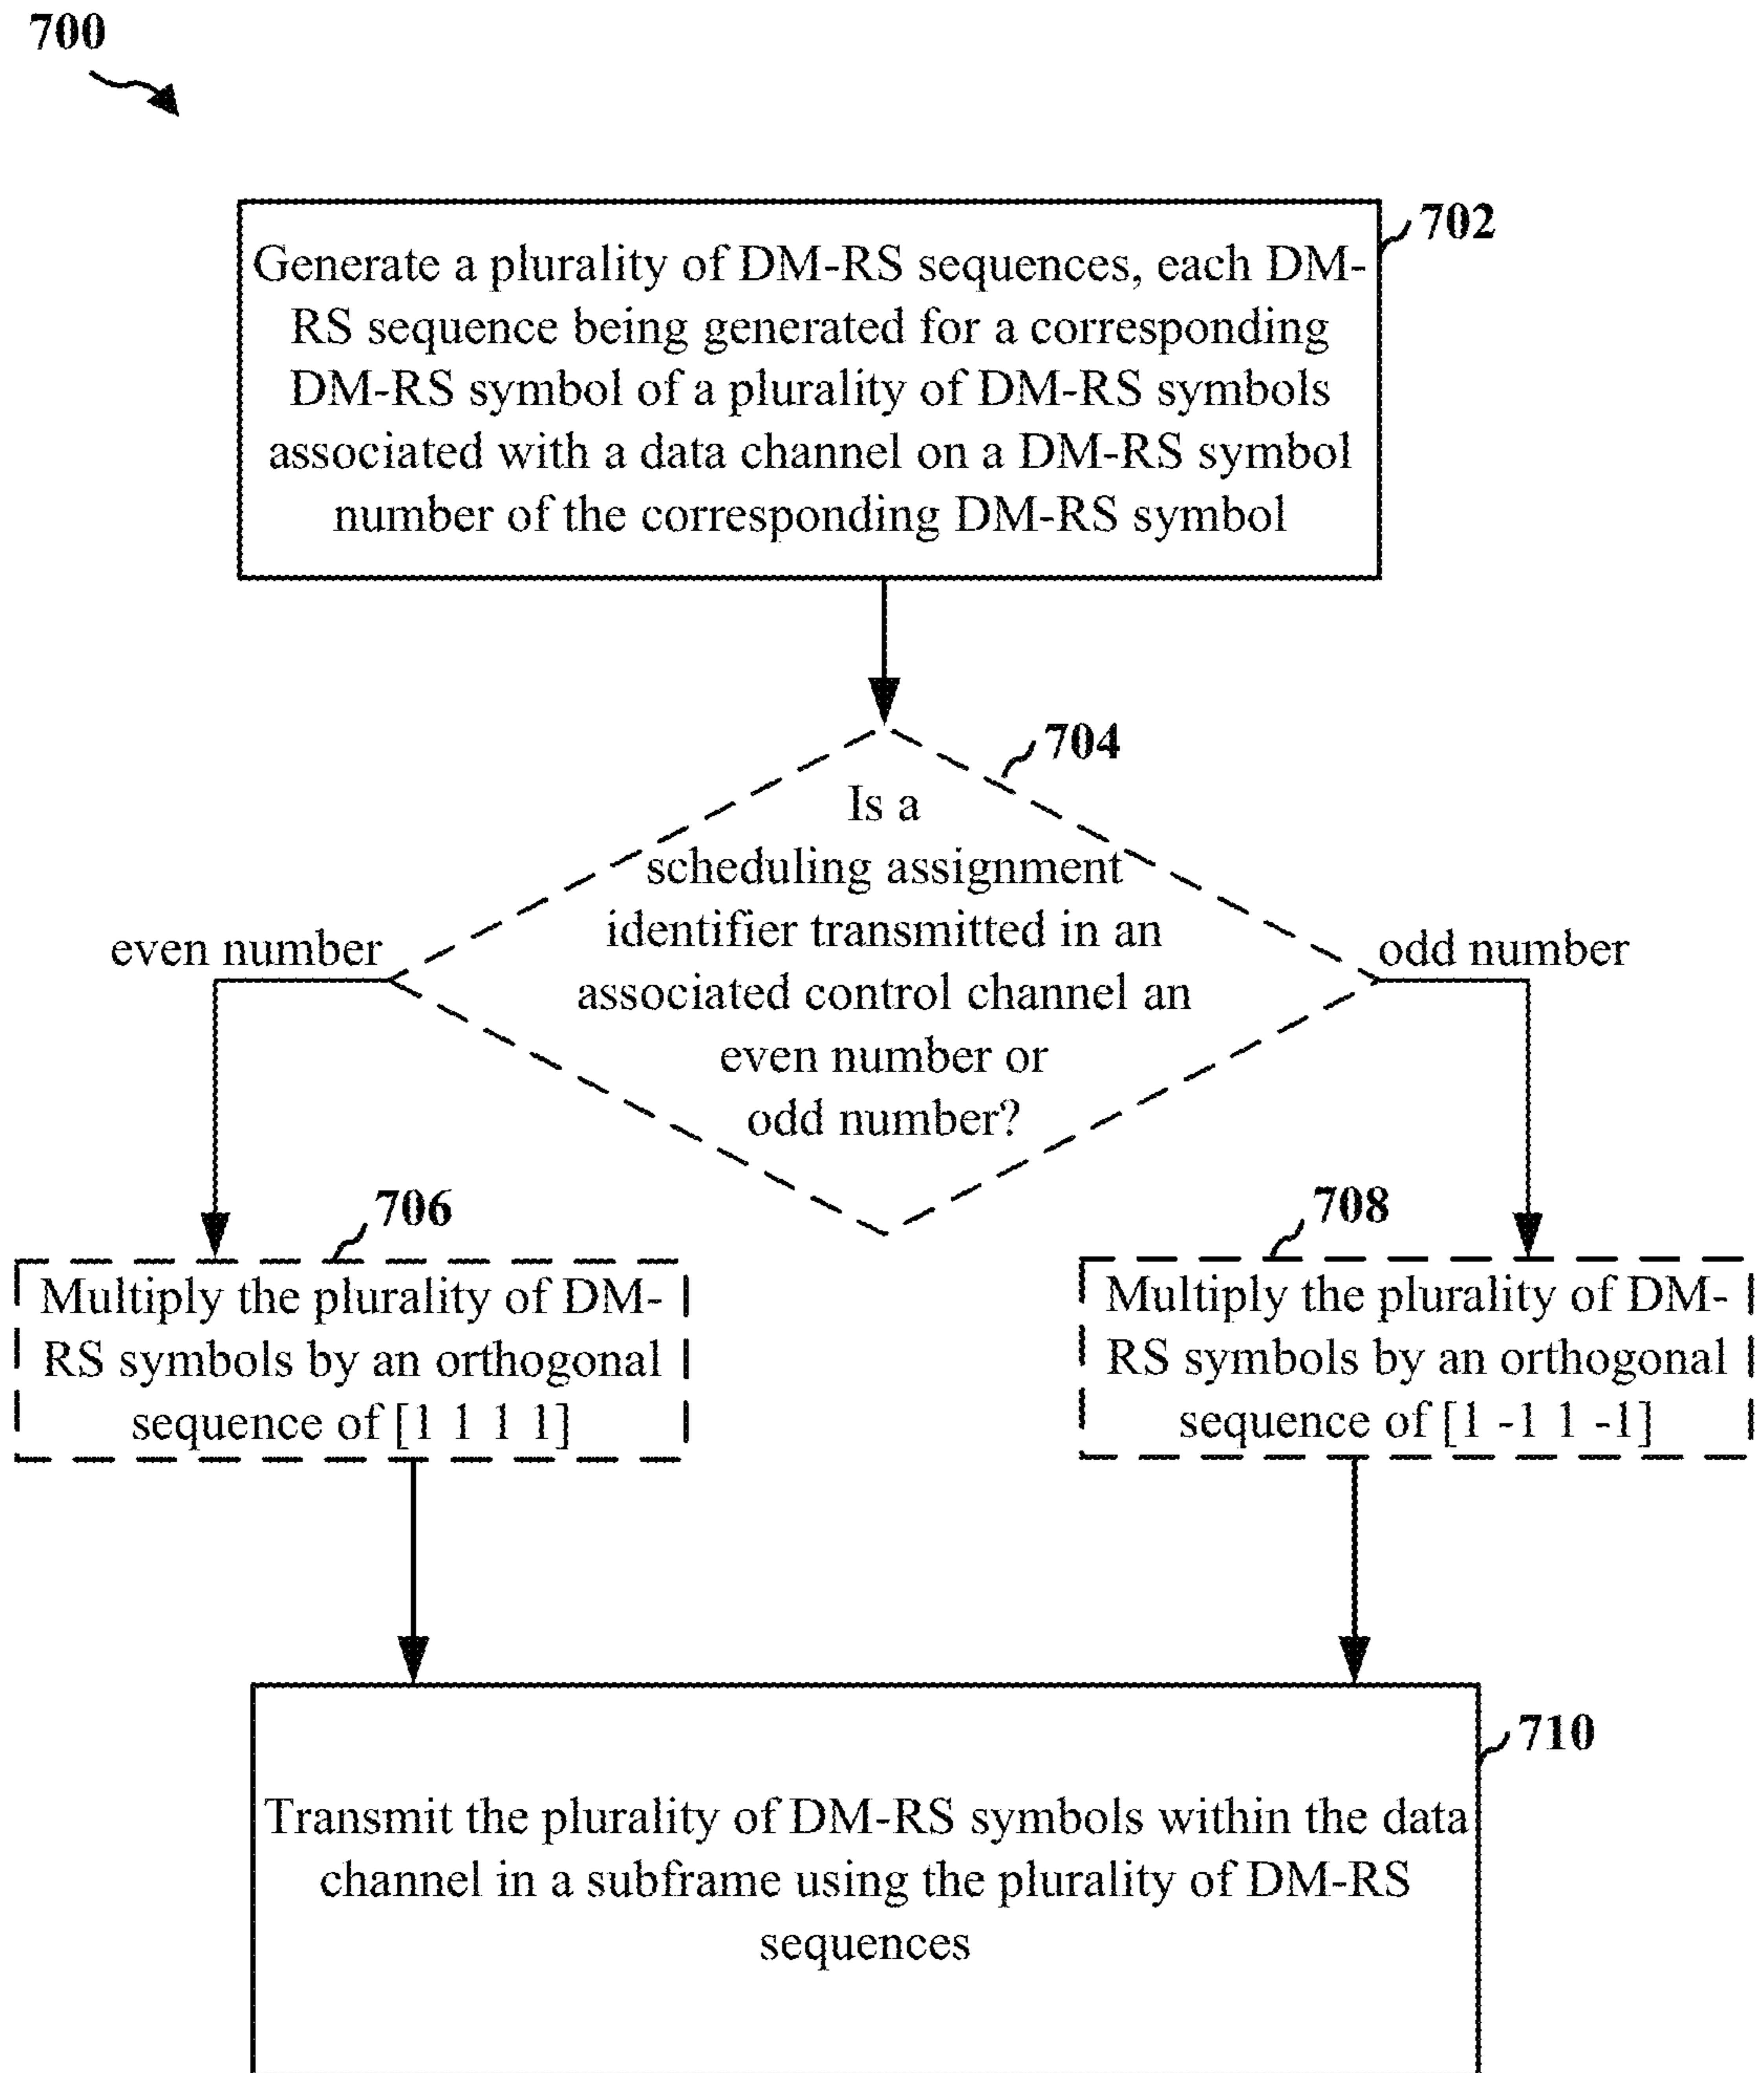 700
702
Generate a plurality of DM-RS sequences, each DM-
RS sequence being generated for a corresponding
DM-RS symbol of a plurality of DM-RS symbols
associated with a data channel on a DM-RS symbol
number of the corresponding DM-RS symbol
704
Is a
scheduling assignment
identifier transmitted in an
associated control channel an
even number or
odd number?
even number
odd number
706
Multiply the plurality of DM-
RS symbols by an orthogonal
sequence of [1 1 1 1]
708
Multiply the plurality of DM-
RS symbols by an orthogonal
sequence of [1 -1 1 -1]
710
Transmit the plurality of DM-RS symbols within the data
channel in a subframe using the plurality of DM-RS
sequences